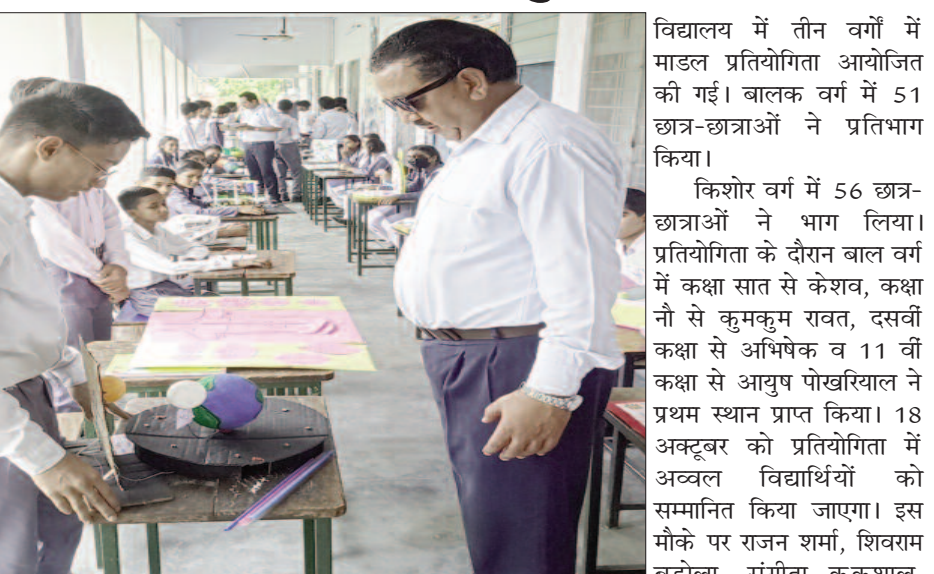 विद्यालय में तीन वर्गों में
माडल प्रतियोगिता आयोजित
की गई। बालक वर्ग में 51
छात्र-छात्राओं ने प्रतिभाग
किया।
किशोर वर्ग में 56 छात्र-
छात्राओं ने भाग लिया।
प्रतियोगिता के दौरान बाल वर्ग
में कक्षा सात से केशव, कक्षा
नौ से कुमकुम रावत, दसवीं
कक्षा से अभिषेक व 11 वीं
कक्षा से आयुष पोखरियाल ने
प्रथम स्थान प्राप्त किया। 18
अक्टूबर को प्रतियोगिता में
अव्वल विद्यार्थियों को
सम्मानित किया जाएगा। इस
मौके पर राजन शर्मा, शिवराम